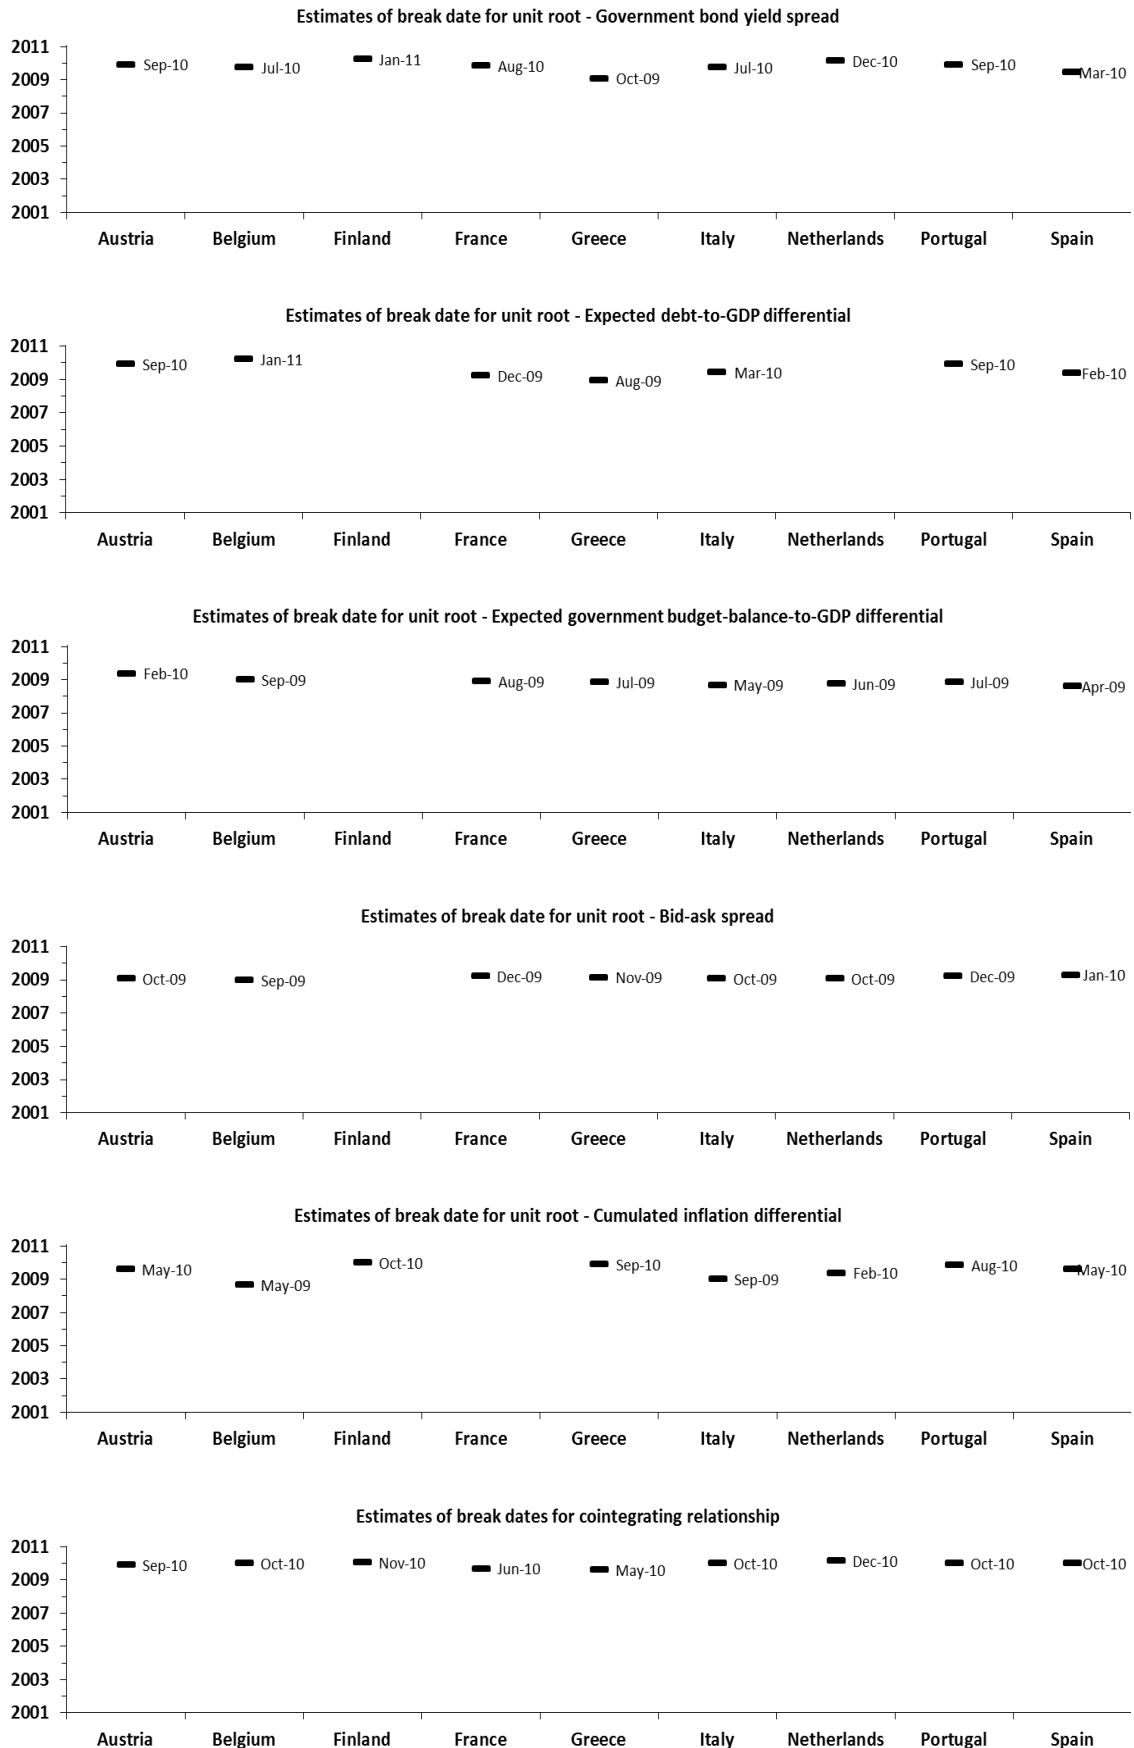 Estimates of break date for unit root - Government bond yield spread
2011
Sep-10 Jul-10 Jan-11 Aug-10 Oct-09 Jul-10 Dec-10 Sep-10 Mar-10
2009
2007
2005
2003
2001
Austria Belgium Finland France Greece Italy Netherlands Portugal Spain
Estimates of break date for unit root - Expected debt-to-GDP differential
2011
Sep-10 Jan-11 Dec-09 Aug-09 Mar-10 Sep-10 Feb-10
2009
2007
2005
2003
2001
Austria Belgium Finland France Greece Italy Netherlands Portugal Spain
Estimates of break date for unit root - Expected government budget-balance-to-GDP differential
2011
Feb-10 Sep-09 Aug-09 Jul-09 May-09 Jun-09 Jul-09 Apr-09
2009
2007
2005
2003
2001
Austria Belgium Finland France Greece Italy Netherlands Portugal Spain
Estimates of break date for unit root - Bid-ask spread
2011
Oct-09 Sep-09 Dec-09 Nov-09 Oct-09 Oct-09 Dec-09 Jan-10
2009
2007
2005
2003
2001
Austria Belgium Finland France Greece Italy Netherlands Portugal Spain
Estimates of break date for unit root - Cumulated inflation differential
2011
May-10 May-09 Oct-10 Sep-10 Sep-09 Feb-10 Aug-10 May-10
2009
2007
2005
2003
2001
Austria Belgium Finland France Greece Italy Netherlands Portugal Spain
Estimates of break dates for cointegrating relationship
2011
Sep-10 Oct-10 Nov-10 Jun-10 May-10 Oct-10 Dec-10 Oct-10 Oct-10
2009
2007
2005
2003
2001
Austria Belgium Finland France Greece Italy Netherlands Portugal Spain